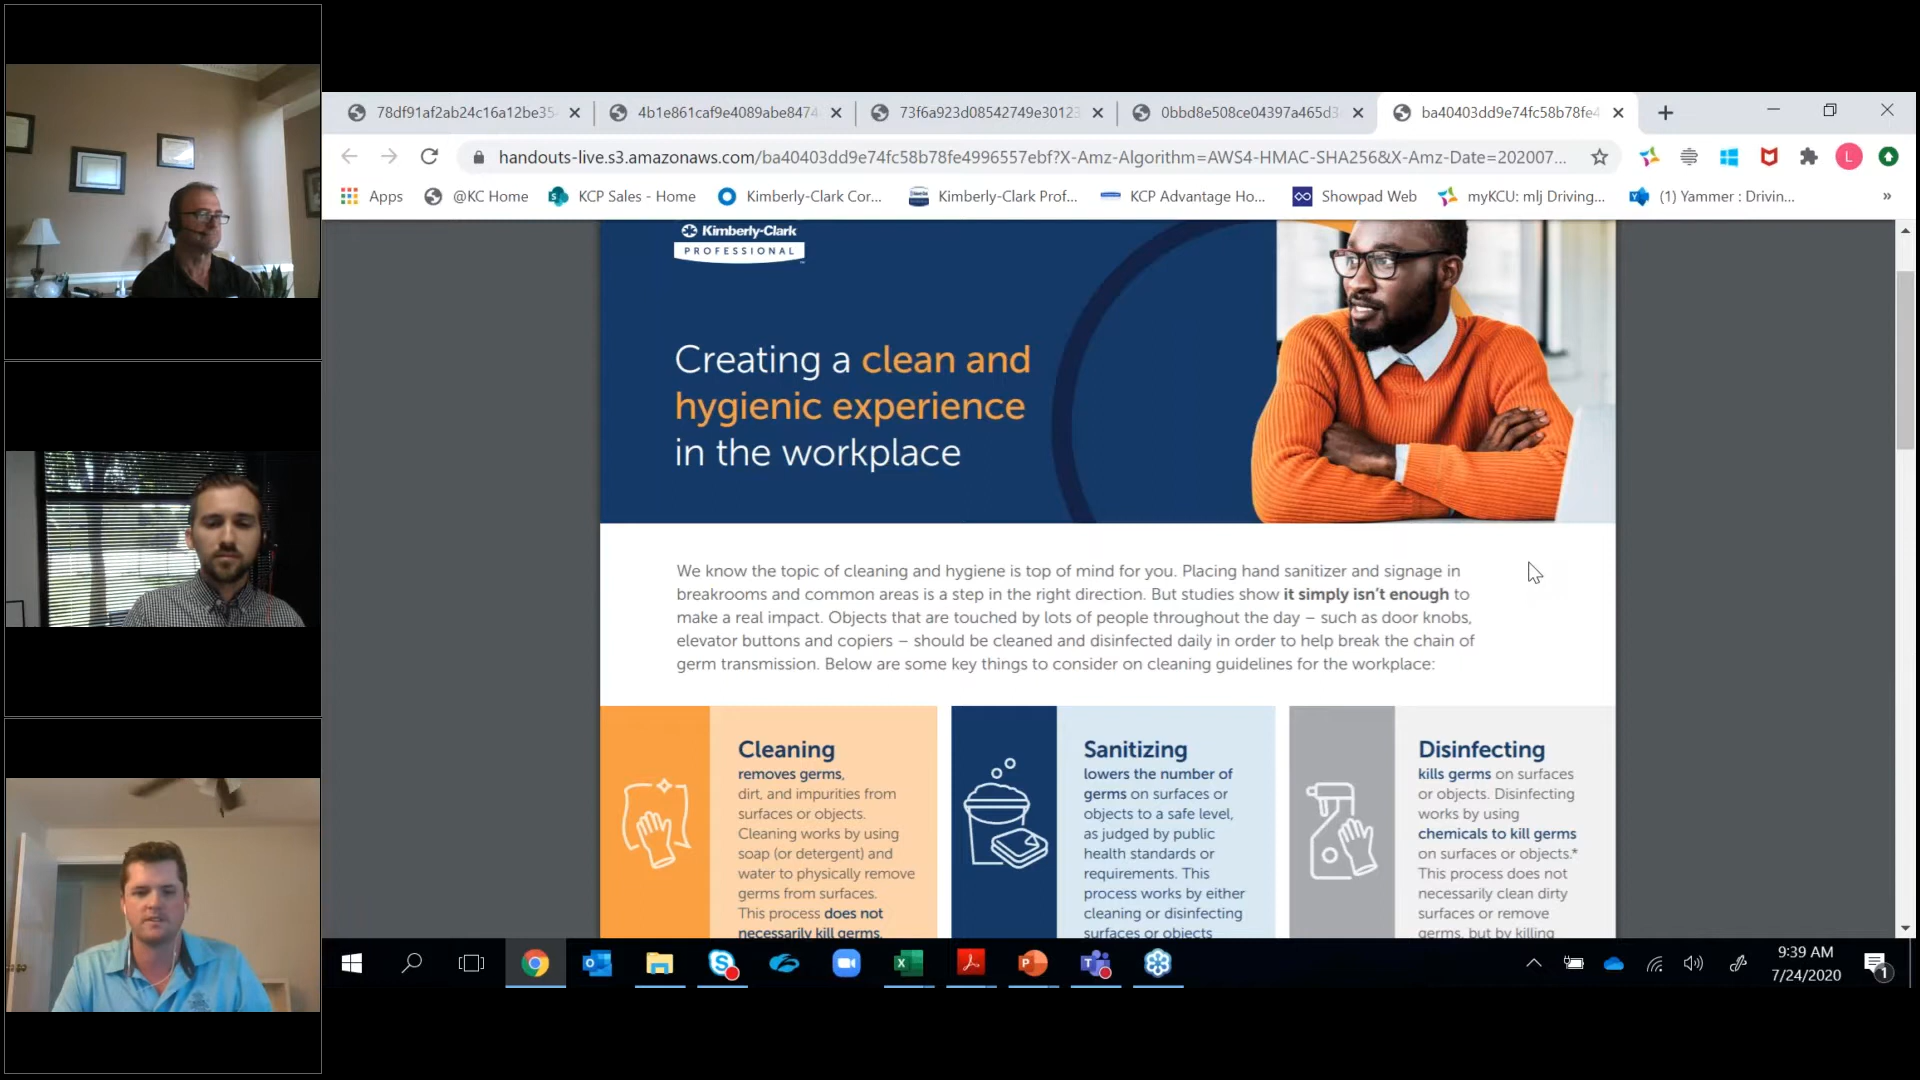 78df91af2ab24c16a12be35
4b1e861caf9e4089abe8474
73f6a923d08542749e30123
0bbd8e508ce04397a465d3
ba40403dd9e74fc58b78fe4
handouts-live.s3.amazonaws.com/ba40403dd9e74fc58b78fe4996557ebf?X-Amz-Algorithm=AWS4-HMAC-SHA256&X-Amz-Date=202007...
L
Apps
@KC Home
KCP Sales - Home
Kimberly-Clark Cor...
Kimberly-Clark Prof...
KCP Advantage Ho...
Showpad Web
myKCU: mlj Driving...
(1) Yammer : Drivin...
»
Kimberly-Clark
PROFESSIONAL
Creating a clean and
hygienic experience
in the workplace
We know the topic of cleaning and hygiene is top of mind for you. Placing hand sanitizer and signage in
breakrooms and common areas is a step in the right direction. But studies show it simply isn't enough to
make a real impact. Objects that are touched by lots of people throughout the day – such as door knobs,
elevator buttons and copiers – should be cleaned and disinfected daily in order to help break the chain of
germ transmission. Below are some key things to consider on cleaning guidelines for the workplace:
Cleaning
removes germs,
dirt, and impurities from
surfaces or objects.
Cleaning works by using
soap (or detergent) and
water to physically remove
germs from surfaces.
This process does not
necessarily kill germs,
Sanitizing
lowers the number of
germs on surfaces or
objects to a safe level,
as judged by public
health standards or
requirements. This
process works by either
cleaning or disinfecting
surfaces or objects
Disinfecting
kills germs on surfaces
or objects. Disinfecting
works by using
chemicals to kill germs
on surfaces or objects.*
This process does not
necessarily clean dirty
surfaces or remove
germs, but by killing
9:39 AM
7/24/2020
1